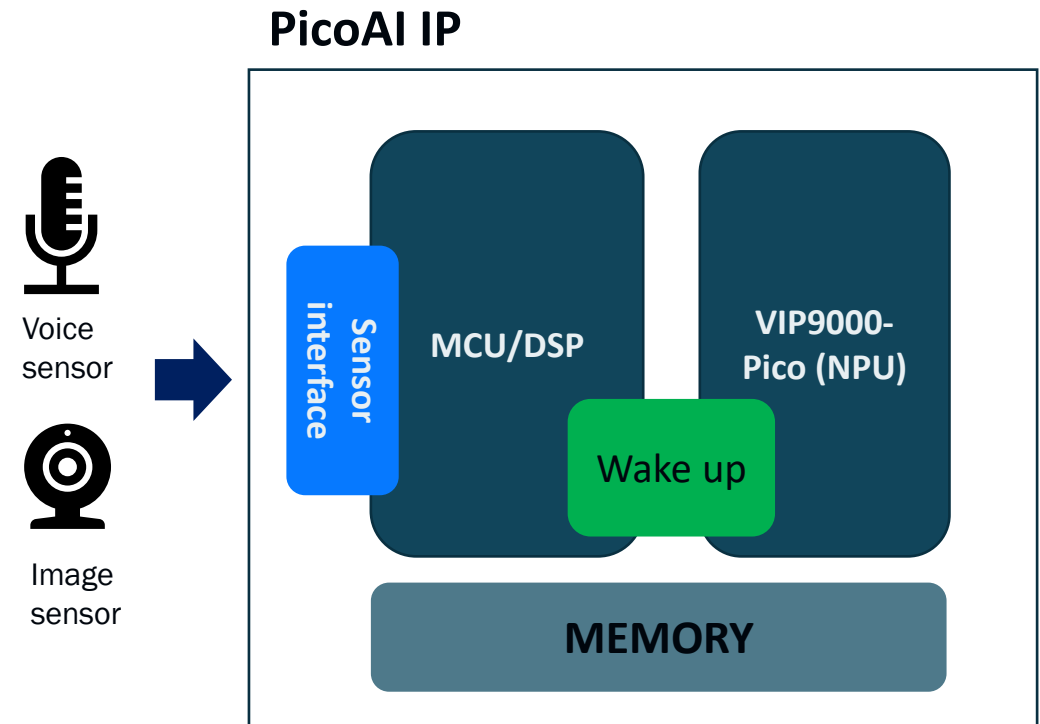 PicoAI IP
Voice
sensor
Image
sensor
Sensor
interface
MCU/DSP
VIP9000-
Pico (NPU)
Wake up
MEMORY